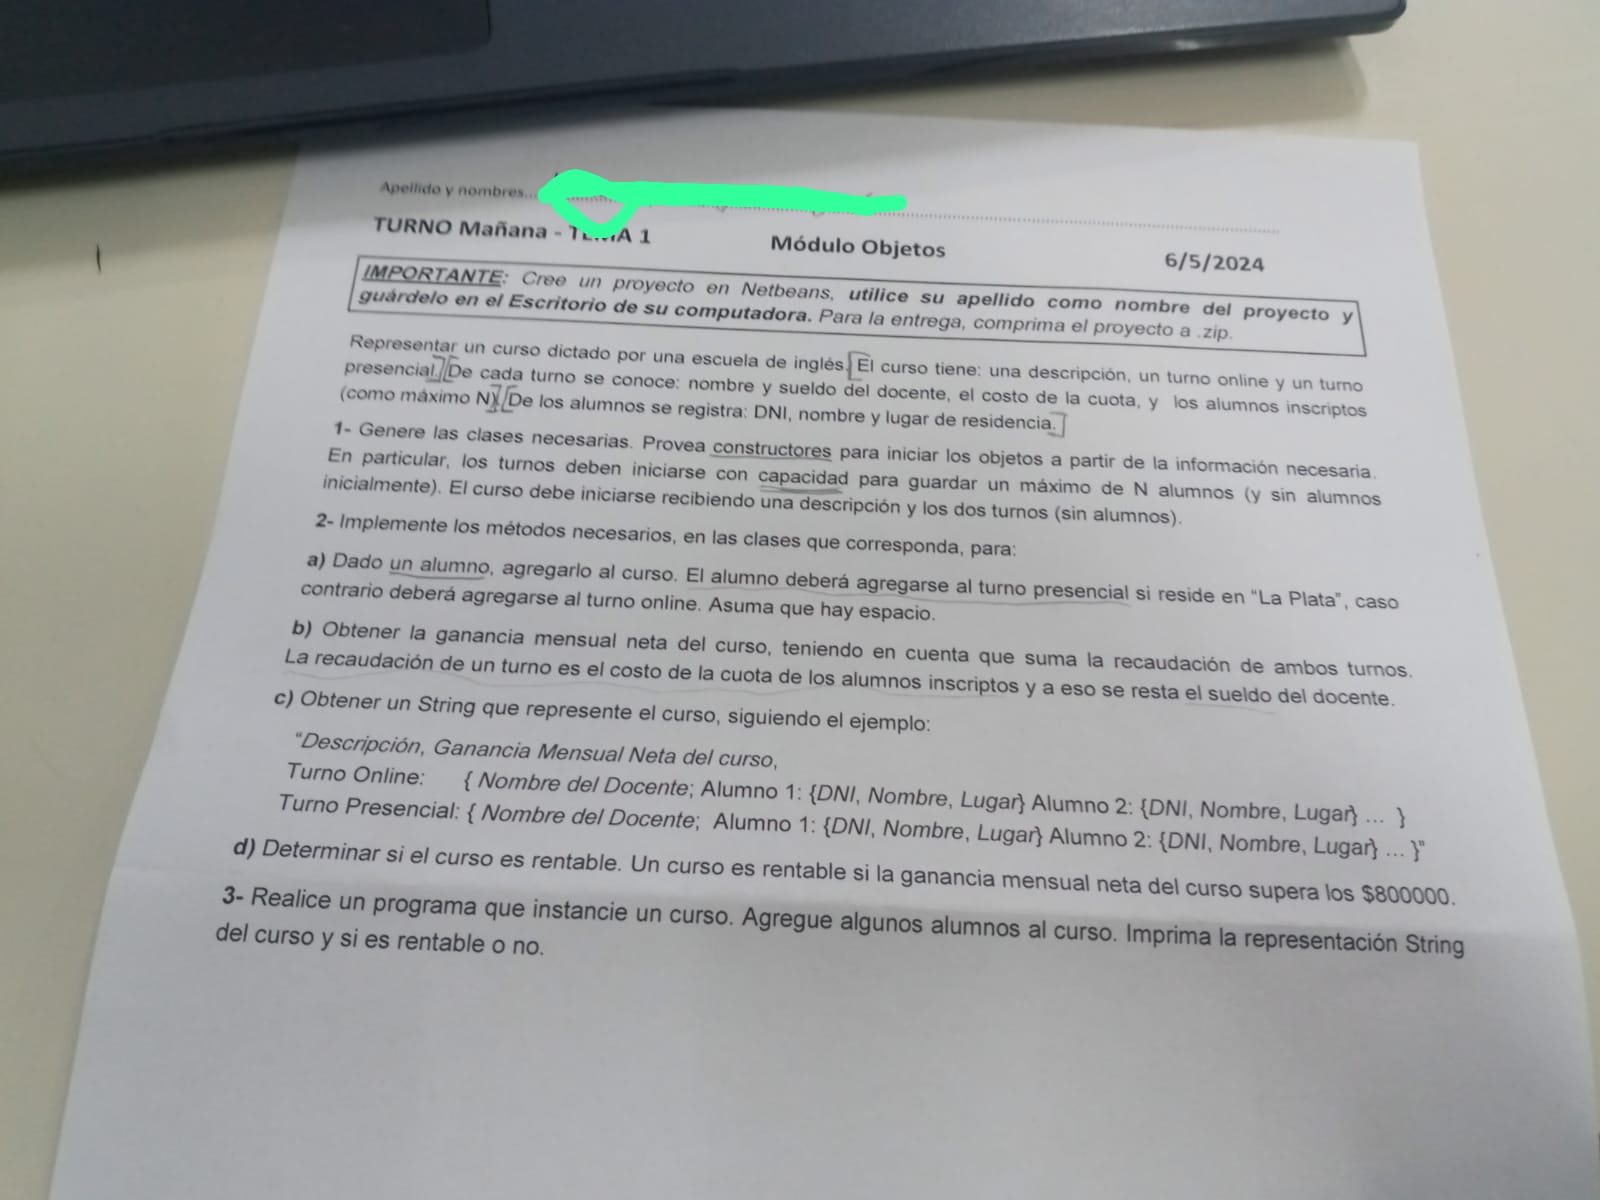 Apellido y nombres...
TURNO Mañana - TEMA 1 Módulo Objetos 6/5/2024
IMPORTANTE: Cree un proyecto en Netbeans, utilice su apellido como nombre del proyecto y
guárdelo en el Escritorio de su computadora. Para la entrega, comprima el proyecto a .zip.
Representar un curso dictado por una escuela de inglés. El curso tiene: una descripción, un turno online y un turno
presencial. De cada turno se conoce: nombre y sueldo del docente, el costo de la cuota, y los alumnos inscriptos
(como máximo N). De los alumnos se registra: DNI, nombre y lugar de residencia.
1- Genere las clases necesarias. Provea constructores para iniciar los objetos a partir de la información necesaria.
En particular, los turnos deben iniciarse con capacidad para guardar un máximo de N alumnos (y sin alumnos
inicialmente). El curso debe iniciarse recibiendo una descripción y los dos turnos (sin alumnos).
2- Implemente los métodos necesarios, en las clases que corresponda, para:
a) Dado un alumno, agregarlo al curso. El alumno deberá agregarse al turno presencial si reside en “La Plata”, caso
contrario deberá agregarse al turno online. Asuma que hay espacio.
b) Obtener la ganancia mensual neta del curso, teniendo en cuenta que suma la recaudación de ambos turnos.
La recaudación de un turno es el costo de la cuota de los alumnos inscriptos y a eso se resta el sueldo del docente.
c) Obtener un String que represente el curso, siguiendo el ejemplo:
“Descripción, Ganancia Mensual Neta del curso,
Turno Online: { Nombre del Docente; Alumno 1: {DNI, Nombre, Lugar} Alumno 2: {DNI, Nombre, Lugar} ... }
Turno Presencial: { Nombre del Docente; Alumno 1: {DNI, Nombre, Lugar} Alumno 2: {DNI, Nombre, Lugar} ... }”
d) Determinar si el curso es rentable. Un curso es rentable si la ganancia mensual neta del curso supera los $800000.
3- Realice un programa que instancie un curso. Agregue algunos alumnos al curso. Imprima la representación String
del curso y si es rentable o no.